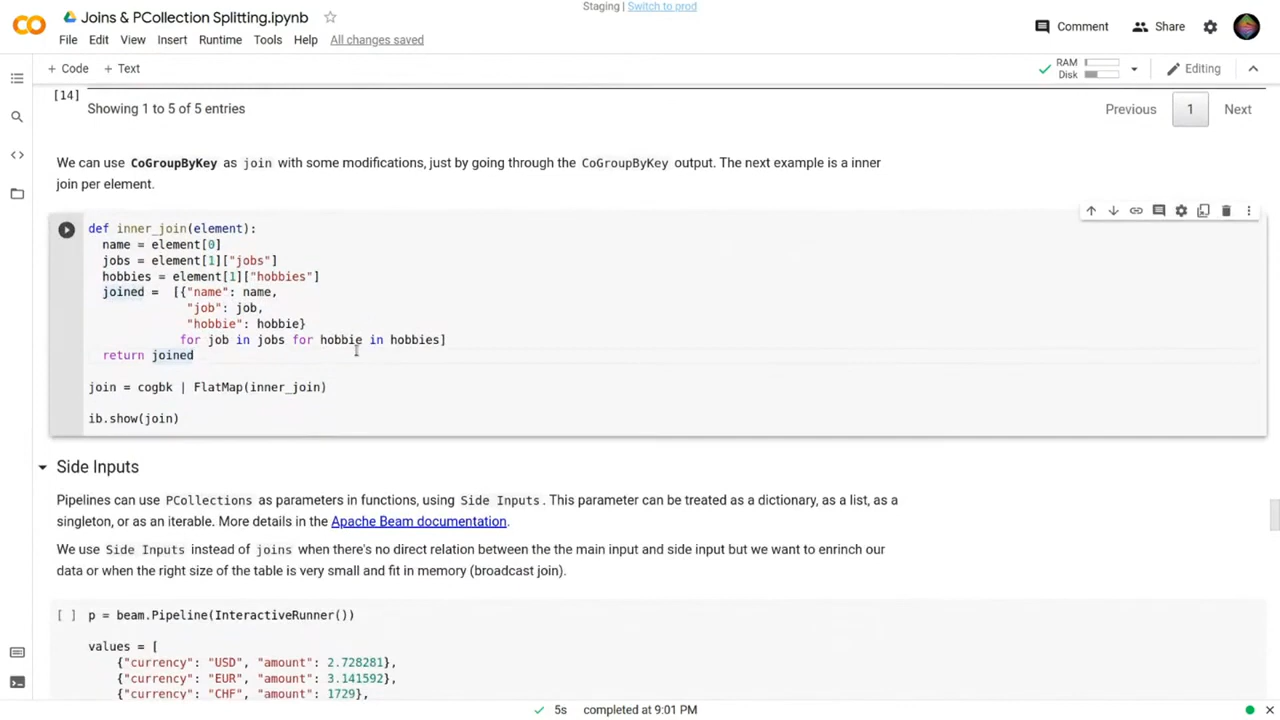 Staging | Switch to prod
Joins & PCollection Splitting.ipynb
File Edit View Insert Runtime Tools Help All changes saved
Comment Share
+ Code + Text
RAM
Disk
Editing
[14]
Showing 1 to 5 of 5 entries
Previous 1 Next
We can use CoGroupByKey as join with some modifications, just by going through the CoGroupByKey output. The next example is a inner
join per element.
def inner_join(element):
  name = element[0]
  jobs = element[1]["jobs"]
  hobbies = element[1]["hobbies"]
  joined =  [{"name": name,
              "job": job,
              "hobbie": hobbie}
             for job in jobs for hobbie in hobbies]
  return joined
join = cogbk | FlatMap(inner_join)
ib.show(join)
Side Inputs
Pipelines can use PCollections as parameters in functions, using Side Inputs. This parameter can be treated as a dictionary, as a list, as a
singleton, or as an iterable. More details in the Apache Beam documentation.
We use Side Inputs instead of joins when there's no direct relation between the the main input and side input but we want to enrinch our
data or when the right size of the table is very small and fit in memory (broadcast join).
[ ] p = beam.Pipeline(InteractiveRunner())
values = [
    {"currency": "USD", "amount": 2.728281},
    {"currency": "EUR", "amount": 3.141592},
    {"currency": "CHF", "amount": 1729},
5s completed at 9:01 PM